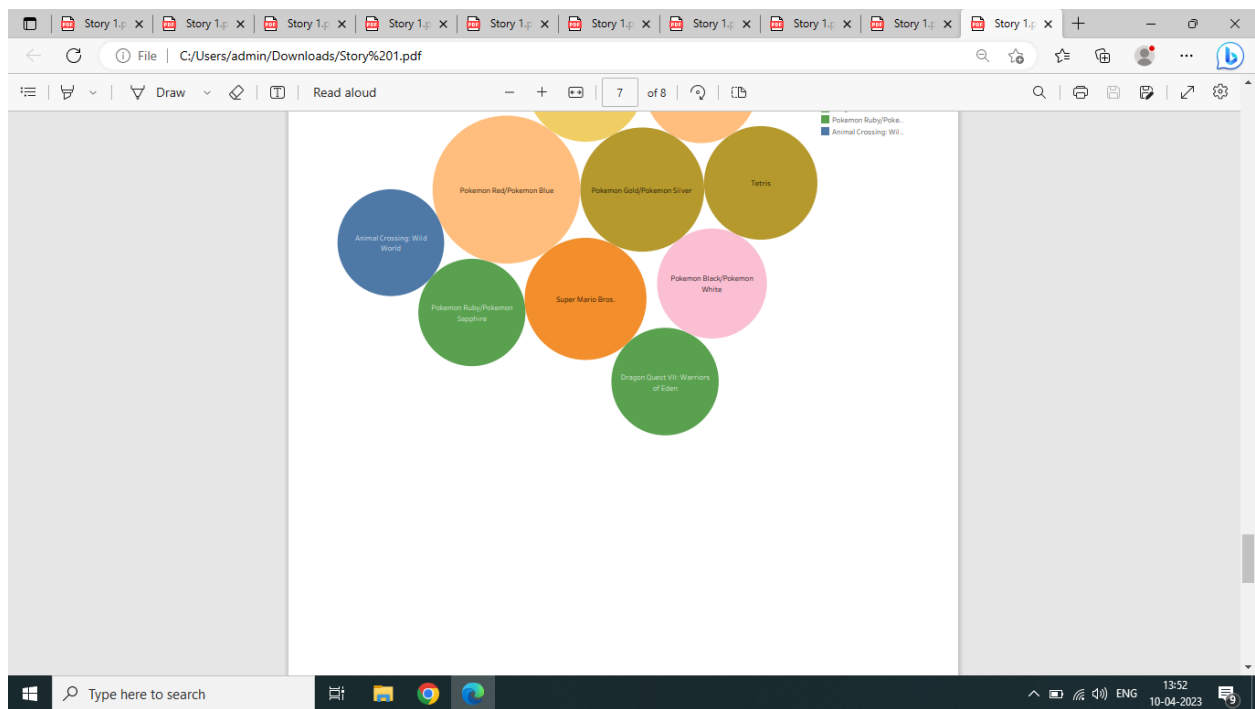 Story 1.p
Story 1.p
Story 1.p
Story 1.p
Story 1.p
Story 1.p
Story 1.p
Story 1.p
Story 1.p
Story 1.p
File
C:/Users/admin/Downloads/Story%201.pdf
Draw
Read aloud
7 of 8
Pokemon Ruby/Poke..
Animal Crossing: Wil..
Pokemon Red/Pokemon Blue
Pokemon Gold/Pokemon Silver
Tetris
Animal Crossing: Wild
World
Pokemon Black/Pokemon
White
Pokemon Ruby/Pokemon
Sapphire
Super Mario Bros.
Dragon Quest VII: Warriors
of Eden
Type here to search
ENG
13:52
10-04-2023
9